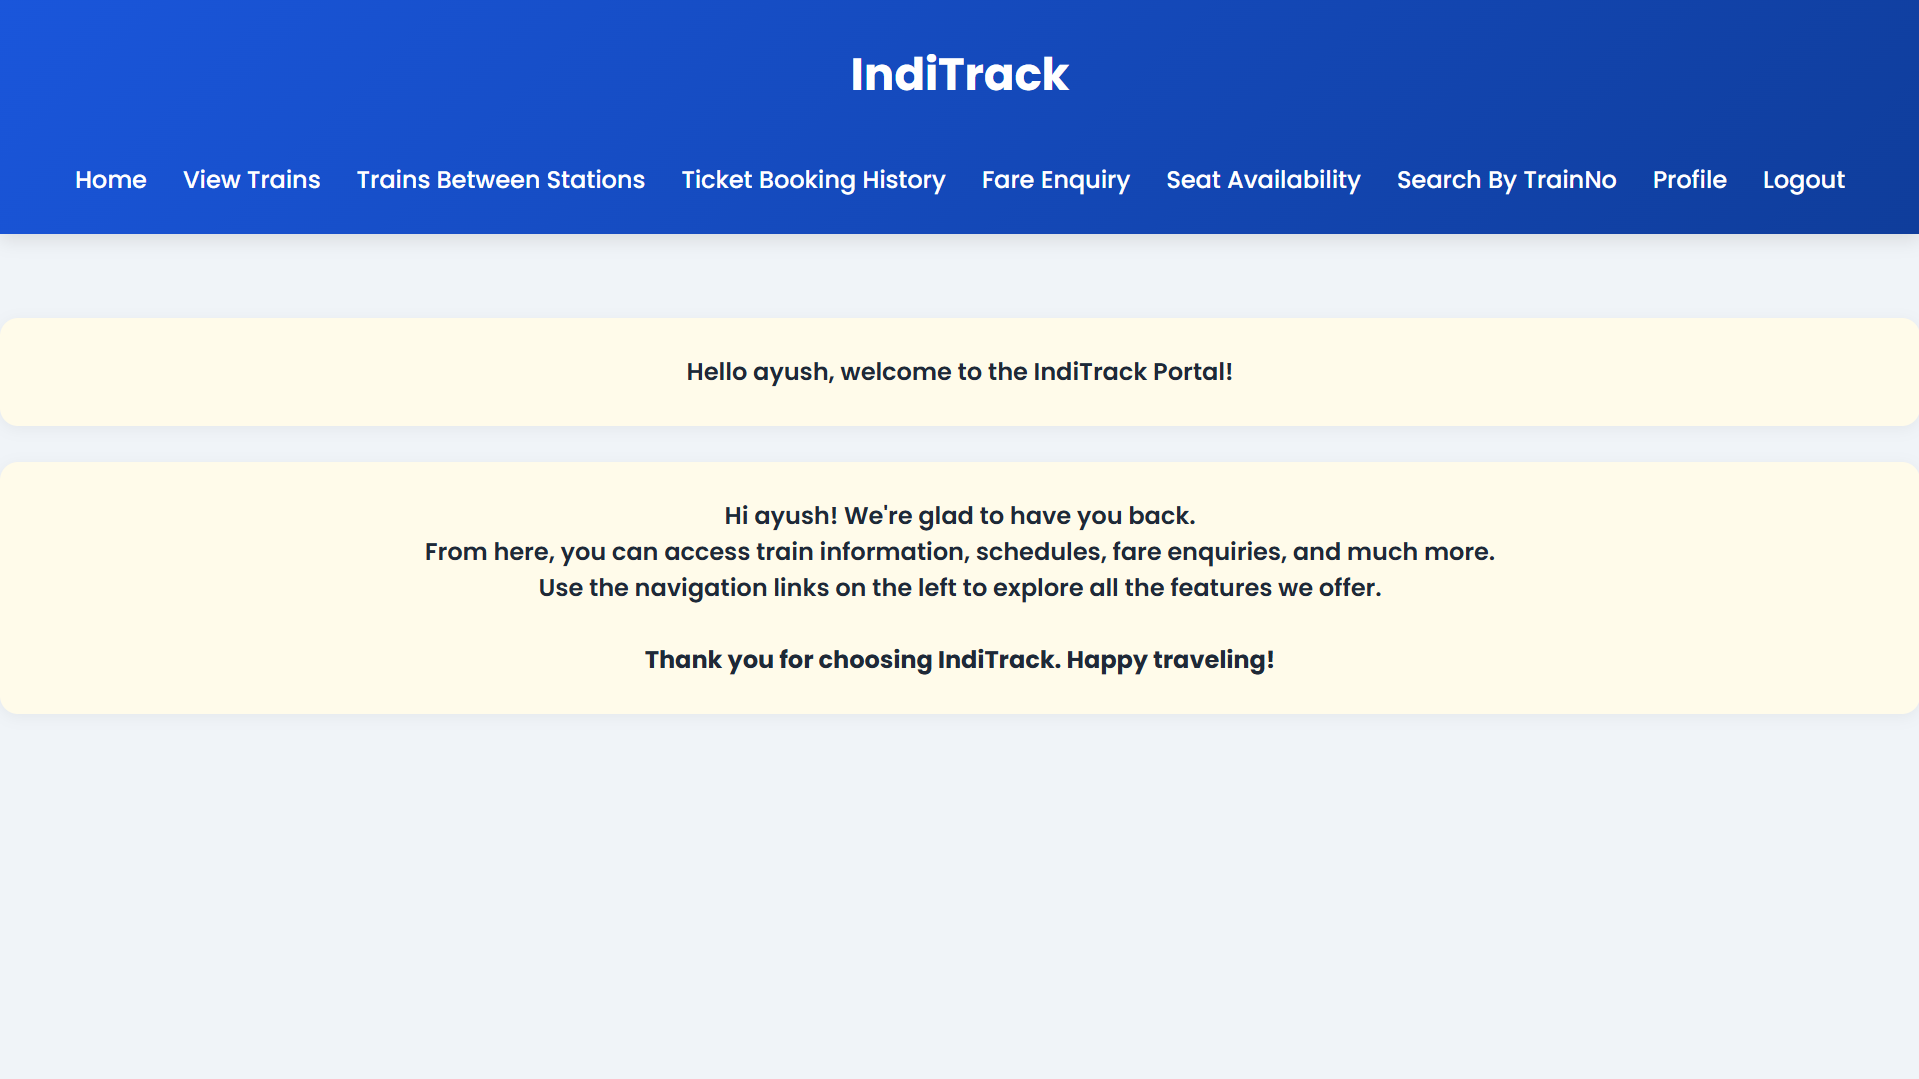 IndiTrack
Home View Trains Trains Between Stations Ticket Booking History Fare Enquiry Seat Availability Search By TrainNo Profile Logout
Hello ayush, welcome to the IndiTrack Portal!
Hi ayush! We're glad to have you back.
From here, you can access train information, schedules, fare enquiries, and much more.
Use the navigation links on the left to explore all the features we offer.
Thank you for choosing IndiTrack. Happy traveling!